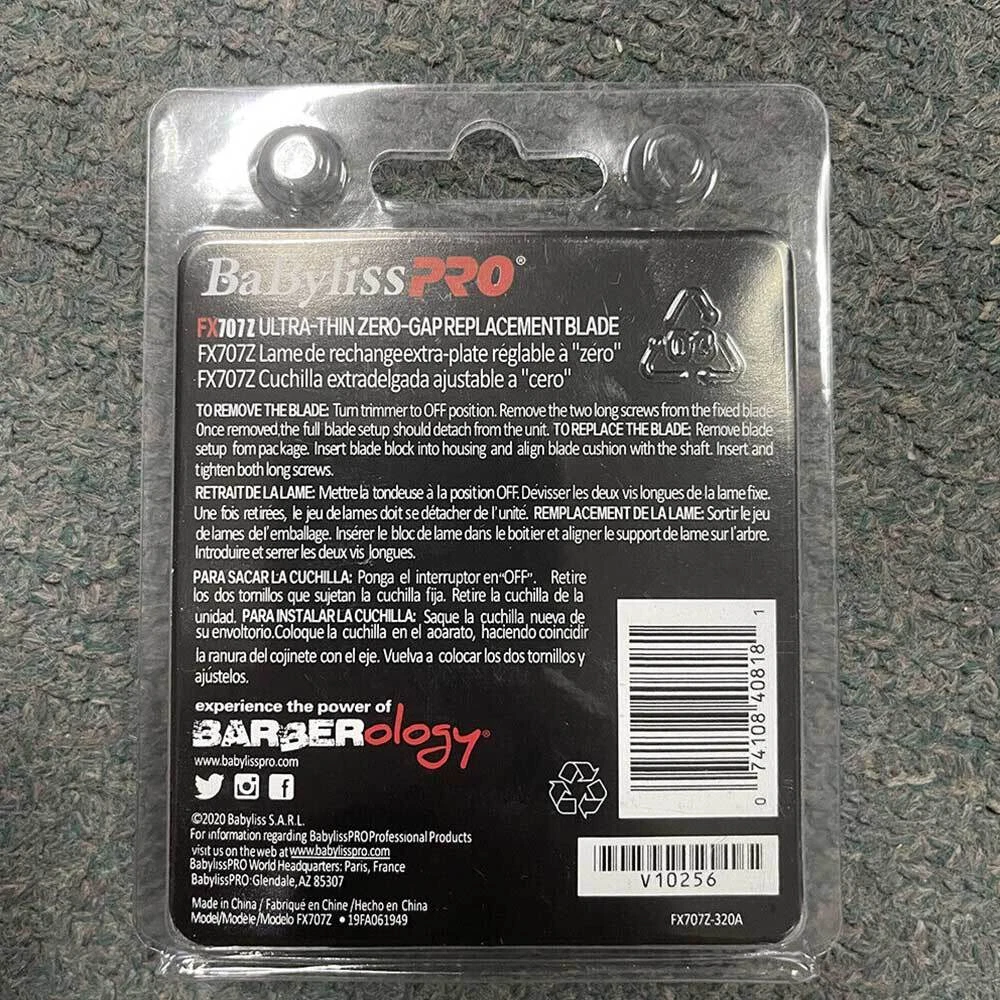 BaBylissPRO®
FX707Z ULTRA-THIN ZERO-GAP REPLACEMENT BLADE
FX707Z Lame de rechange extra-plate réglable à "zéro"
FX707Z Cuchilla extradelgada ajustable a "cero"
TO REMOVE THE BLADE: Turn trimmer to OFF position. Remove the two long screws from the fixed blade
Once removed, the full blade setup should detach from the unit. TO REPLACE THE BLADE: Remove blade
setup fom package. Insert blade block into housing and align blade cushion with the shaft. Insert and
tighten both long screws.
RETRAIT DE LA LAME: Mettre la tondeuse à la position OFF. Dévisser les deux vis longues de la lame fixe.
Une fois retirées, le jeu de lames doit se détacher de l'unité. REMPLACEMENT DE LA LAME: Sortir le jeu
de lames de l'emballage. Insérer le bloc de lame dans le boitier et aligner le support de lame sur l'arbre.
Introduire et serrer les deux vis longues.
PARA SACAR LA CUCHILLA: Ponga el interruptor en "OFF". Retire
los dos tornillos que sujetan la cuchilla fija. Retire la cuchilla de la
unidad. PARA INSTALAR LA CUCHILLA: Saque la cuchilla nueva de
su envoltorio.Coloque la cuchilla en el aoarato, haciendo coincidir
la ranura del cojinete con el eje. Vuelva a colocar los dos tornillos y
ajústelos.
experience the power of
BARBERology®
www.babylisspro.com
©2020 Babyliss S.A.R.L.
For information regarding BabylissPRO Professional Products
visit us on the web at www.babylisspro.com
BabylissPRO World Headquarters: Paris, France
BabylissPRO Glendale, AZ 85307
Made in China / Fabriqué en Chine / Hecho en China
Model/Modèle/Modelo FX707Z • 19FA061949
0 74108 40818 1
V10256
FX707Z-320A